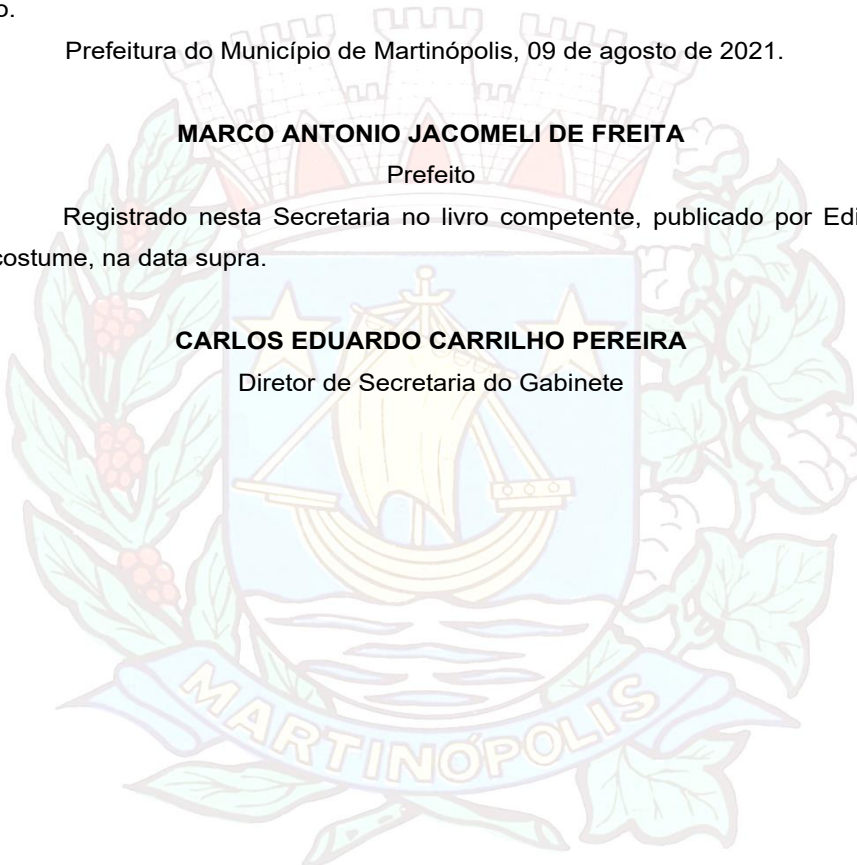 o.
Prefeitura do Município de Martinópolis, 09 de agosto de 2021.
MARCO ANTONIO JACOMELI DE FREITA
Prefeito
Registrado nesta Secretaria no livro competente, publicado por Edi
costume, na data supra.
CARLOS EDUARDO CARRILHO PEREIRA
Diretor de Secretaria do Gabinete
MARTINÓPOLIS